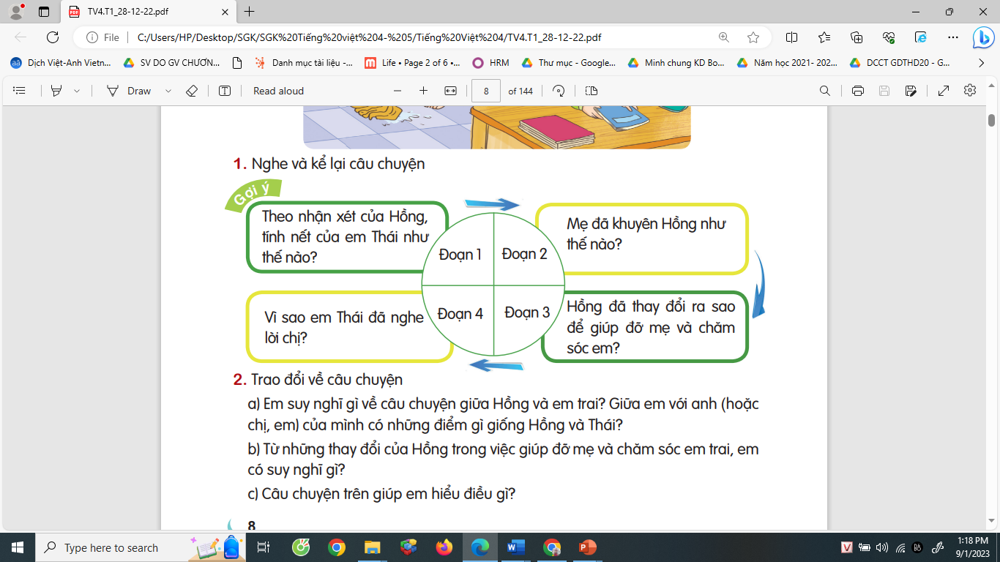 TV4.T1_28-12-22.pdf
File
C:/Users/HP/Desktop/SGK/SGK%20Tiếng%20việt%204-%205/Tiếng%20Việt%204/TV4.T1_28-12-22.pdf
Dịch Việt-Anh Vietn...
SV DO GV CHƯƠN...
Danh mục tài liệu -...
Life • Page 2 of 6 •...
HRM
Thư mục - Google...
Minh chung KD Bo...
Năm học 2021- 202...
DCCT GDTHD20 - G...
Draw
Read aloud
8
of 144
1. Nghe và kể lại câu chuyện
Gợi ý
Theo nhận xét của Hồng,
tính nết của em Thái như
thế nào?
Đoạn 1
Đoạn 2
Mẹ đã khuyên Hồng như
thế nào?
Vì sao em Thái đã nghe
lời chị?
Đoạn 4
Đoạn 3
Hồng đã thay đổi ra sao
để giúp đỡ mẹ và chăm
sóc em?
2. Trao đổi về câu chuyện
a) Em suy nghĩ gì về câu chuyện giữa Hồng và em trai? Giữa em với anh (hoặc
chị, em) của mình có những điểm gì giống Hồng và Thái?
b) Từ những thay đổi của Hồng trong việc giúp đỡ mẹ và chăm sóc em trai, em
có suy nghĩ gì?
c) Câu chuyện trên giúp em hiểu điều gì?
8
Type here to search
1:18 PM
9/1/2023